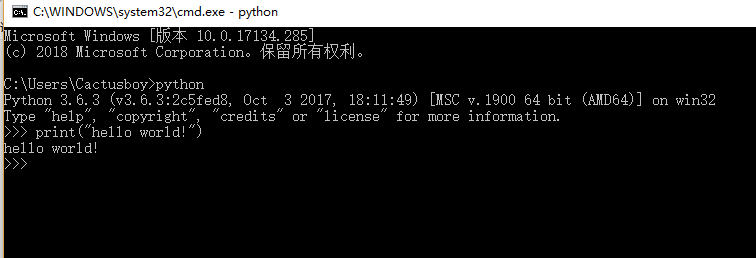 C:\WINDOWS\system32\cmd.exe - python
Microsoft Windows [版本 10.0.17134.285]
(c) 2018 Microsoft Corporation。保留所有权利。
C:\Users\Cactusboy>python
Python 3.6.3 (v3.6.3:2c5fed8, Oct  3 2017, 18:11:49) [MSC v.1900 64 bit (AMD64)] on win32
Type "help", "copyright", "credits" or "license" for more information.
>>> print("hello world!")
hello world!
>>>